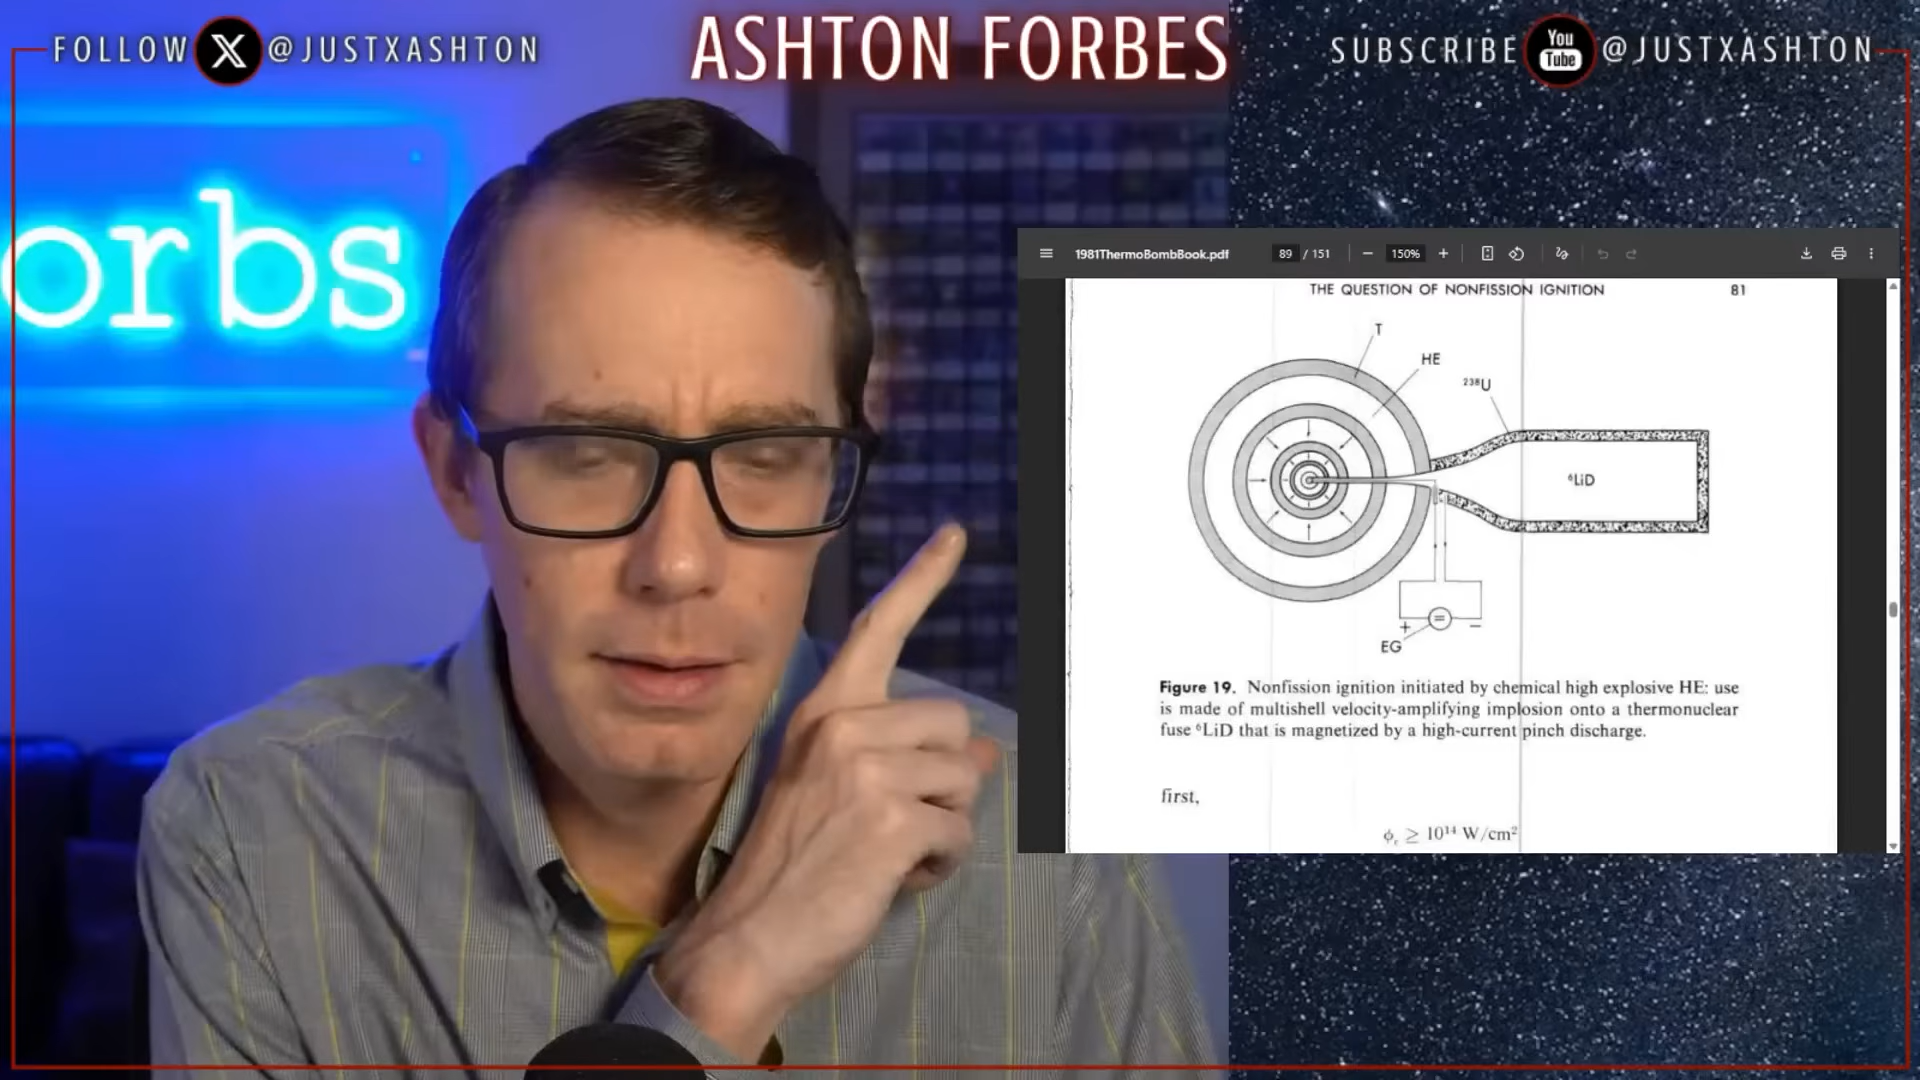 FOLLOW X @JUSTXASHTON
ASHTON FORBES
SUBSCRIBE You Tube @JUSTXASHTON
orbs
1981ThermoBombBook.pdf 89 / 151 150%
THE QUESTION OF NONFISSION IGNITION 81
T
HE
²³⁸U
⁶LiD
+ = −
EG
Figure 19. Nonfission ignition initiated by chemical high explosive HE: use
is made of multishell velocity-amplifying implosion onto a thermonuclear
fuse ⁶LiD that is magnetized by a high-current pinch discharge.
first,
ϕᵣ ≥ 10¹⁴ W/cm²